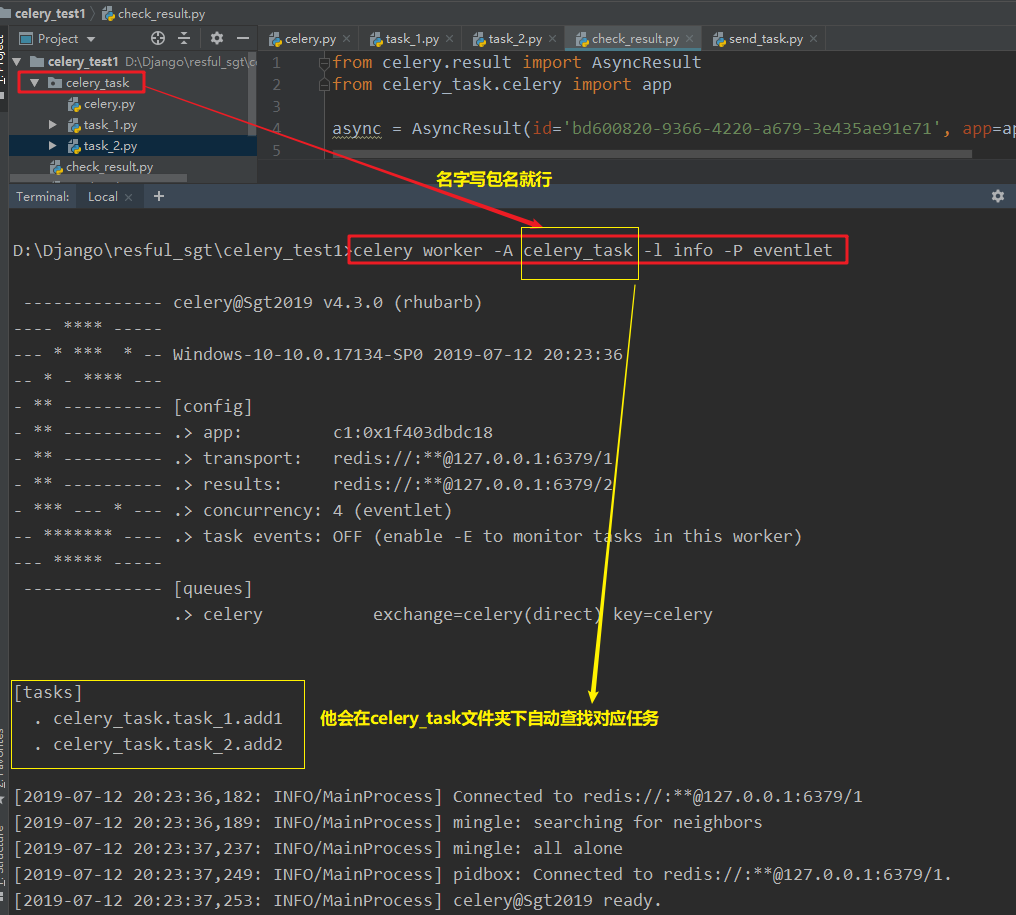 celery_test1 check_result.py
Project
celery.py task_1.py task_2.py check_result.py send_task.py
celery_test1 D:\Django\resful_sgt\c
celery_task
celery.py
task_1.py
task_2.py
check_result.py
1 from celery.result import AsyncResult
2 from celery_task.celery import app
3
4 async = AsyncResult(id='bd600820-9366-4220-a679-3e435ae91e71', app=ap
5
名字写包名就行
Terminal: Local × +
D:\Django\resful_sgt\celery_test1>celery worker -A celery_task -l info -P eventlet
-------------- celery@Sgt2019 v4.3.0 (rhubarb)
---- **** -----
--- * *** * -- Windows-10-10.0.17134-SP0 2019-07-12 20:23:36
-- * - **** ---
- ** ---------- [config]
- ** ---------- .> app: c1:0x1f403dbdc18
- ** ---------- .> transport: redis://:**@127.0.0.1:6379/1
- ** ---------- .> results: redis://:**@127.0.0.1:6379/2
- *** --- * --- .> concurrency: 4 (eventlet)
-- ******* ---- .> task events: OFF (enable -E to monitor tasks in this worker)
--- ***** -----
-------------- [queues]
.> celery exchange=celery(direct) key=celery
[tasks]
. celery_task.task_1.add1
. celery_task.task_2.add2
他会在celery_task文件夹下自动查找对应任务
[2019-07-12 20:23:36,182: INFO/MainProcess] Connected to redis://:**@127.0.0.1:6379/1
[2019-07-12 20:23:36,189: INFO/MainProcess] mingle: searching for neighbors
[2019-07-12 20:23:37,237: INFO/MainProcess] mingle: all alone
[2019-07-12 20:23:37,249: INFO/MainProcess] pidbox: Connected to redis://:**@127.0.0.1:6379/1.
[2019-07-12 20:23:37,253: INFO/MainProcess] celery@Sgt2019 ready.